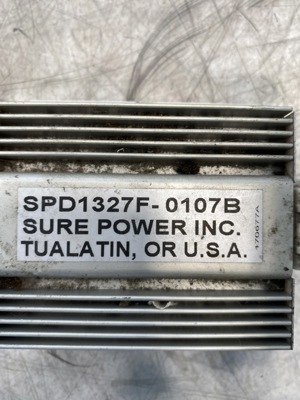 SPD1327F-0107B
SURE POWER INC.
TUALATIN, OR U.S.A.